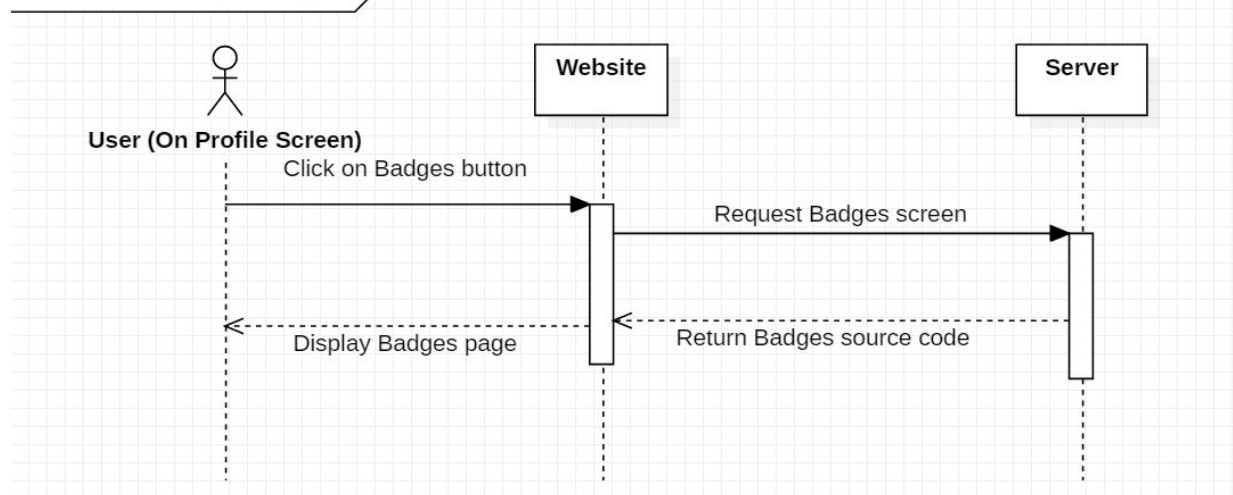 Website
Server
User (On Profile Screen)
Click on Badges button
Request Badges screen
Return Badges source code
Display Badges page